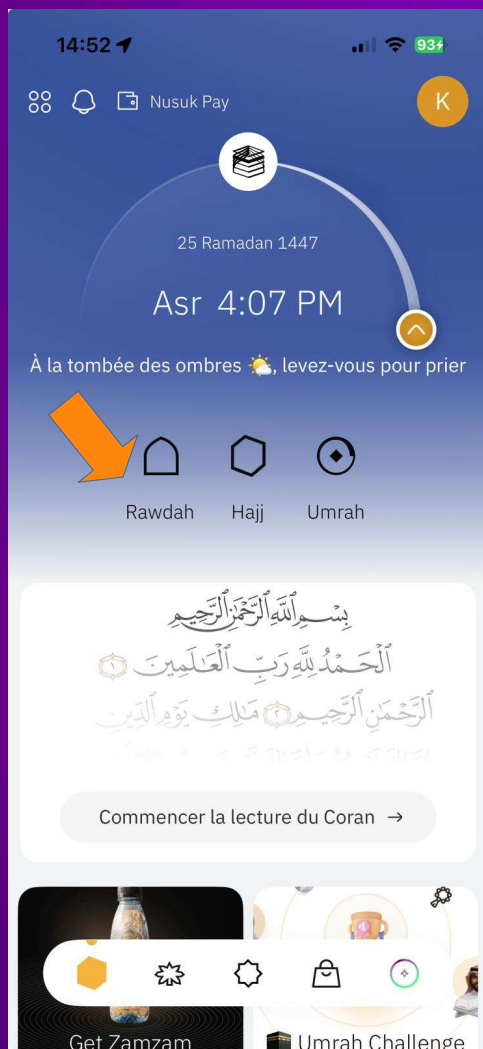 14:52
93
Nusuk Pay
K
25 Ramadan 1447
Asr 4:07 PM
À la tombée des ombres 🌤️, levez-vous pour prier
Rawdah Hajj Umrah
بِسْمِ ٱللَّهِ ٱلرَّحْمَٰنِ ٱلرَّحِيمِ
ٱلْحَمْدُ لِلَّهِ رَبِّ ٱلْعَٰلَمِينَ ١
ٱلرَّحْمَٰنِ ٱلرَّحِيمِ ٢ مَٰلِكِ يَوْمِ ٱلدِّينِ
Commencer la lecture du Coran →
Get Zamzam
🕋 Umrah Challenge